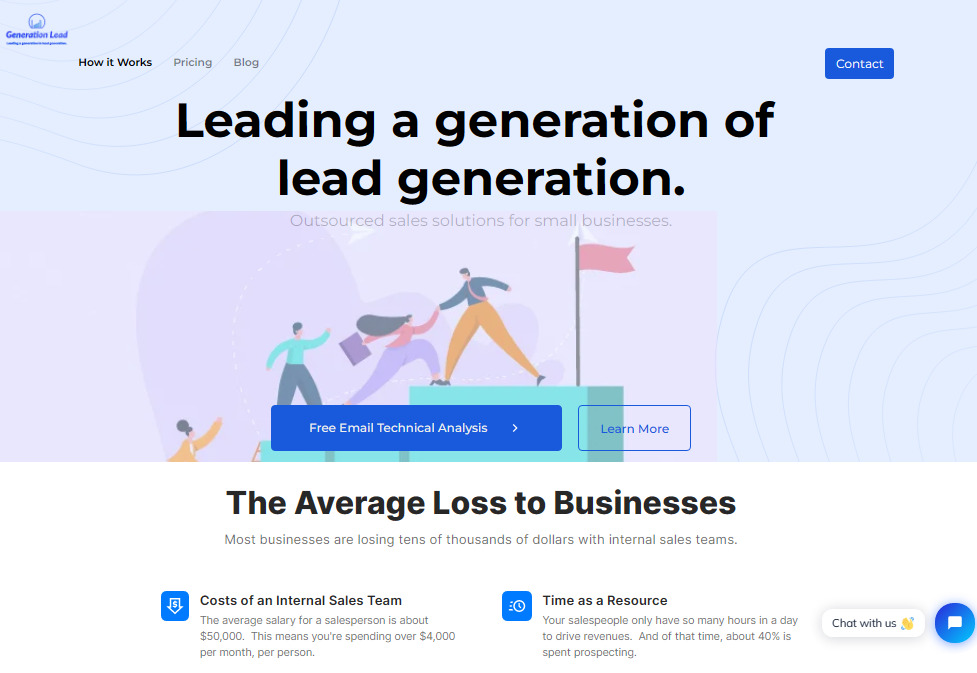 Generation Lead
Leading a generation in lead generation.
How it Works
Pricing
Blog
Contact
Leading a generation of
lead generation.
Outsourced sales solutions for small businesses.
Free Email Technical Analysis
Learn More
The Average Loss to Businesses
Most businesses are losing tens of thousands of dollars with internal sales teams.
Costs of an Internal Sales Team
The average salary for a salesperson is about
$50,000.  This means you're spending over $4,000
per month, per person.
Time as a Resource
Your salespeople only have so many hours in a day
to drive revenues.  And of that time, about 40% is
spent prospecting.
Chat with us 👋